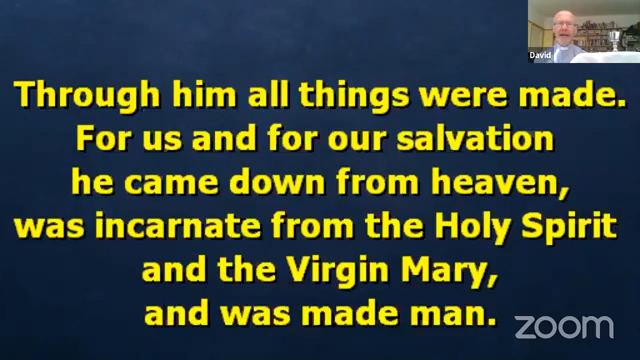 David
Through him all things were made.
For us and for our salvation
he came down from heaven,
was incarnate from the Holy Spirit
and the Virgin Mary,
and was made man.
zoom